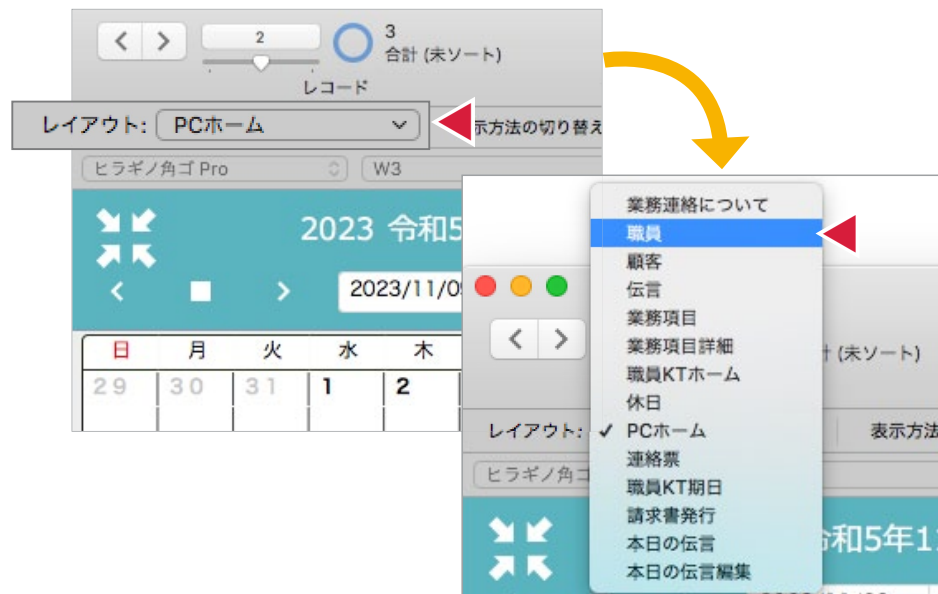 2
3
合計 (未ソート)
レコード
レイアウト: PCホーム
示方法の切り替え
ヒラギノ角ゴ Pro
W3
2023 令和5
2023/11/0
日 月 火 水 木
29 30 31 1 2
業務連絡について
職員
顧客
伝言
業務項目
業務項目詳細
職員KTホーム
休日
✓ PCホーム
連絡票
職員KT期日
請求書発行
本日の伝言
本日の伝言編集
計 (未ソート)
レイアウト:
表示方法
ヒラギノ角ゴ
令和5年1